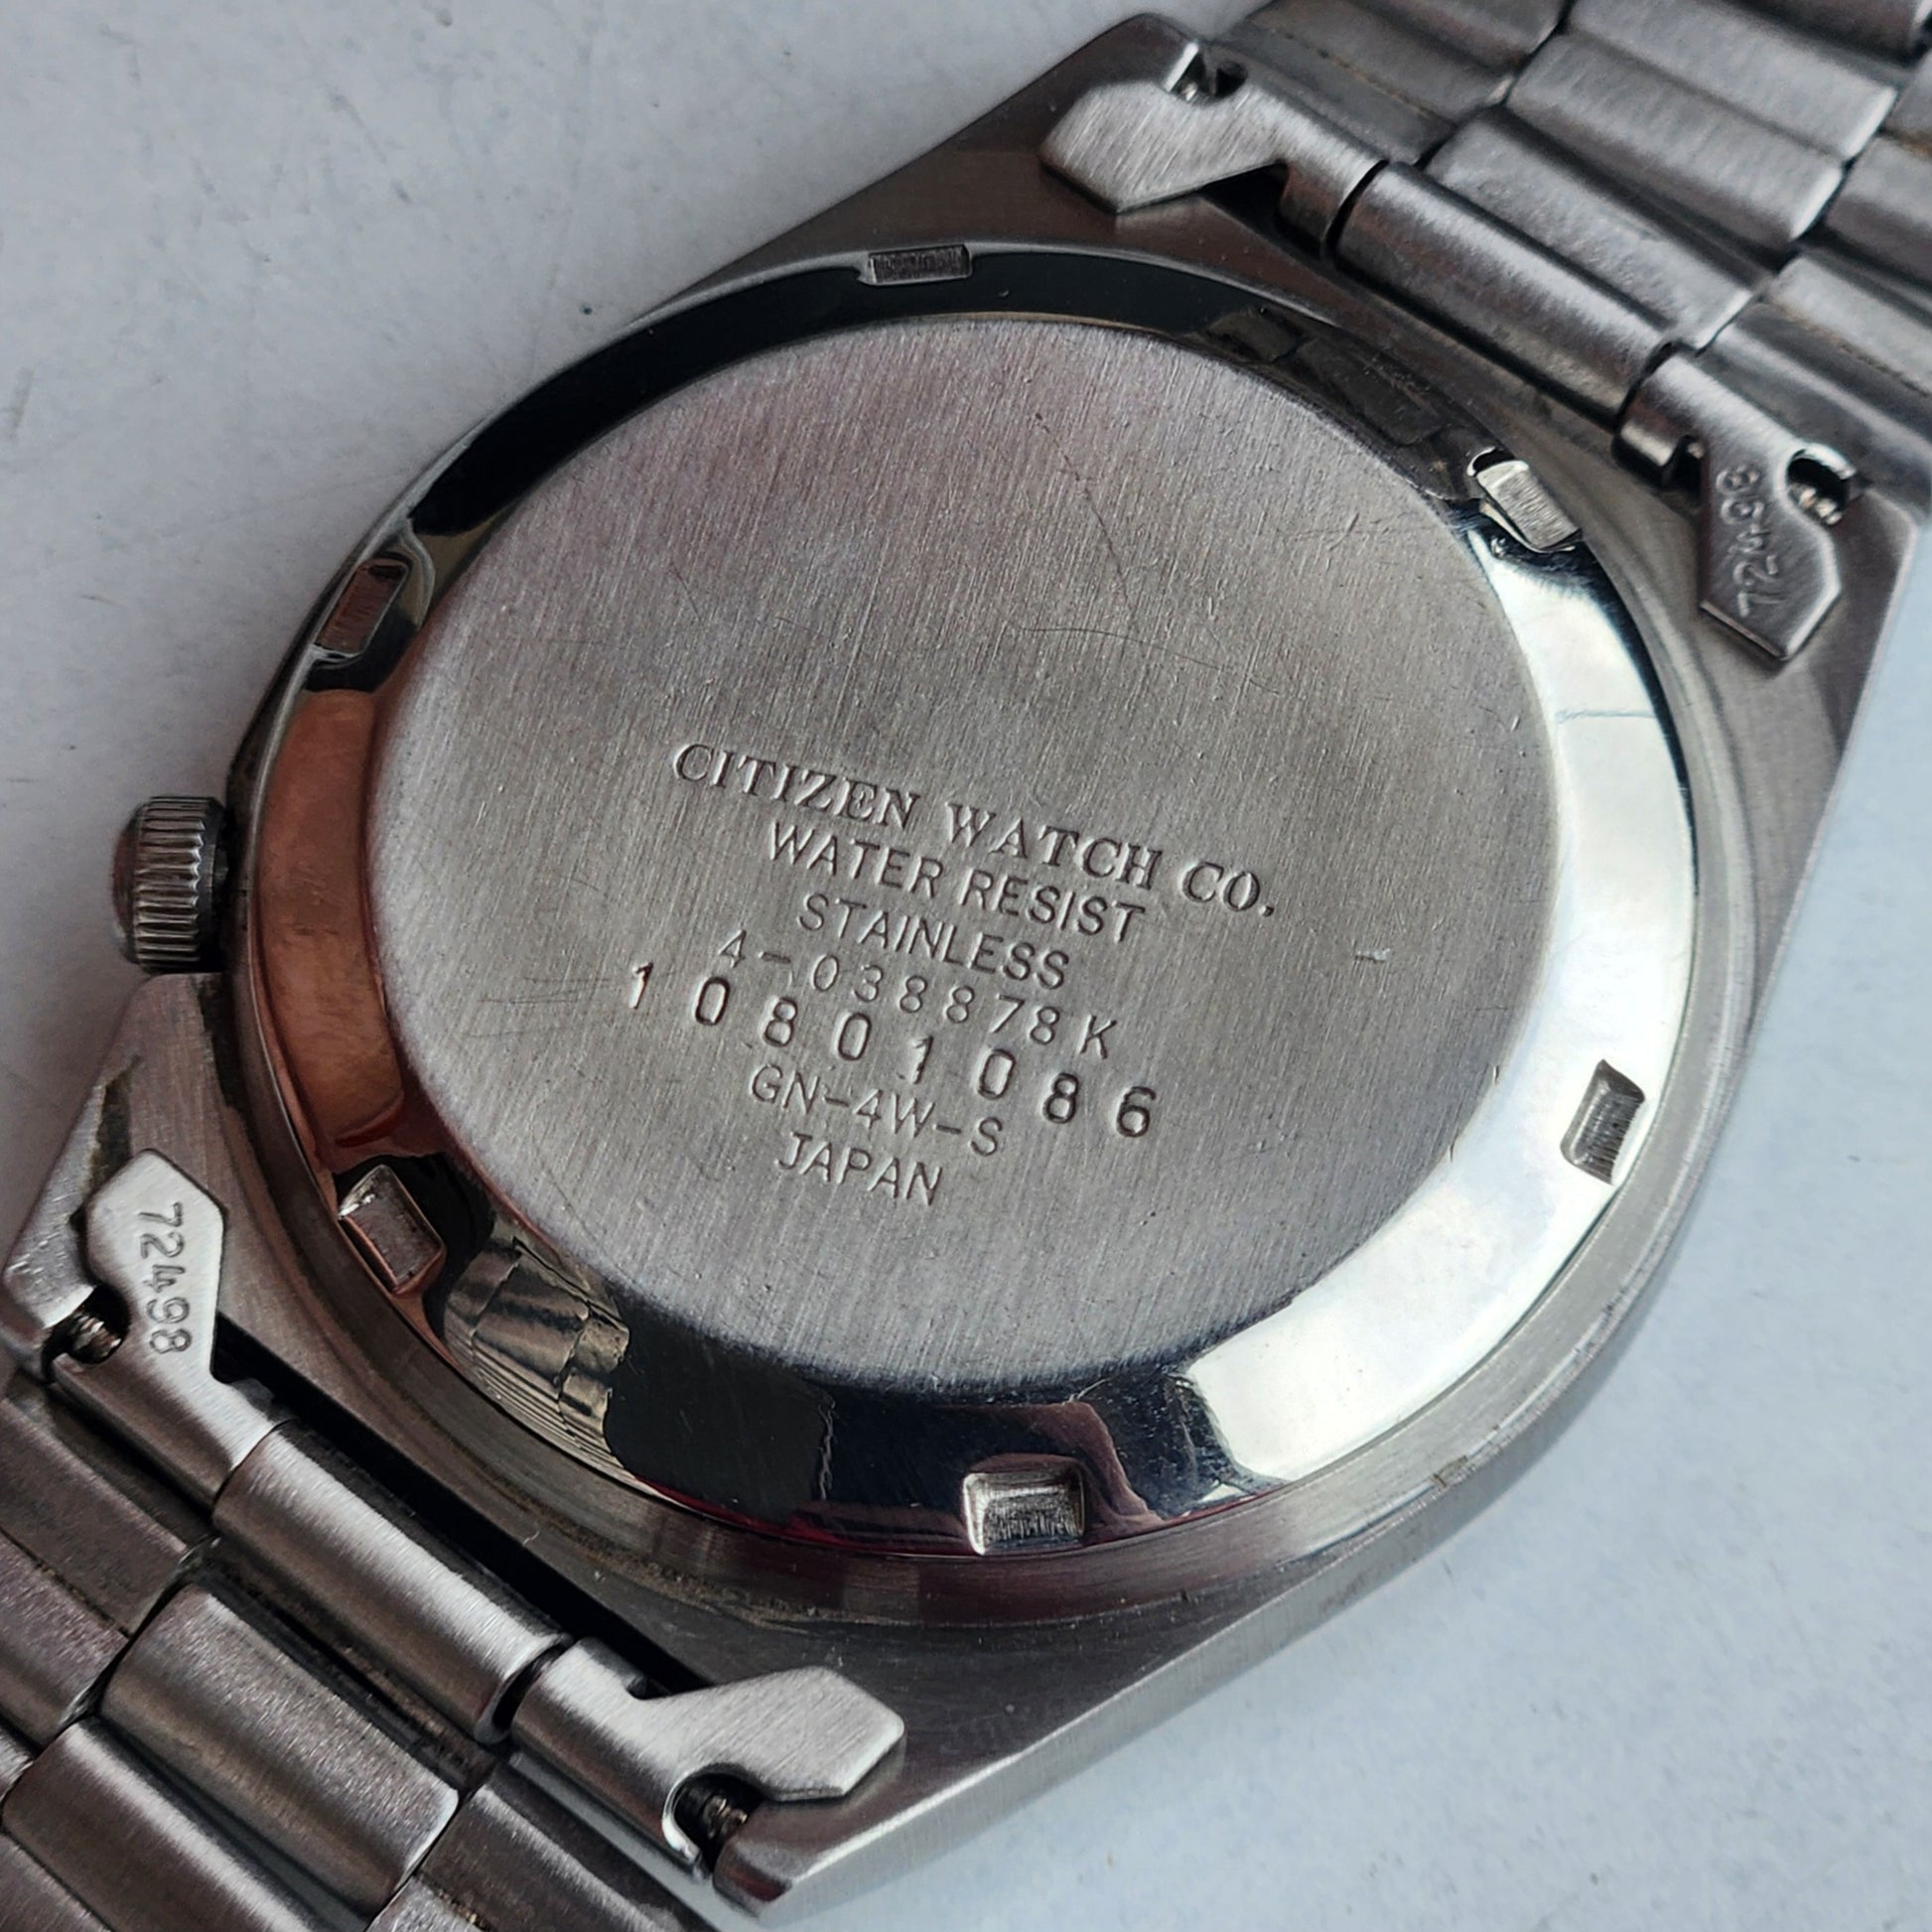 CITIZEN WATCH CO.
WATER RESIST
STAINLESS
4-038878K
10801086
GN-4W-S
JAPAN
72498
72498